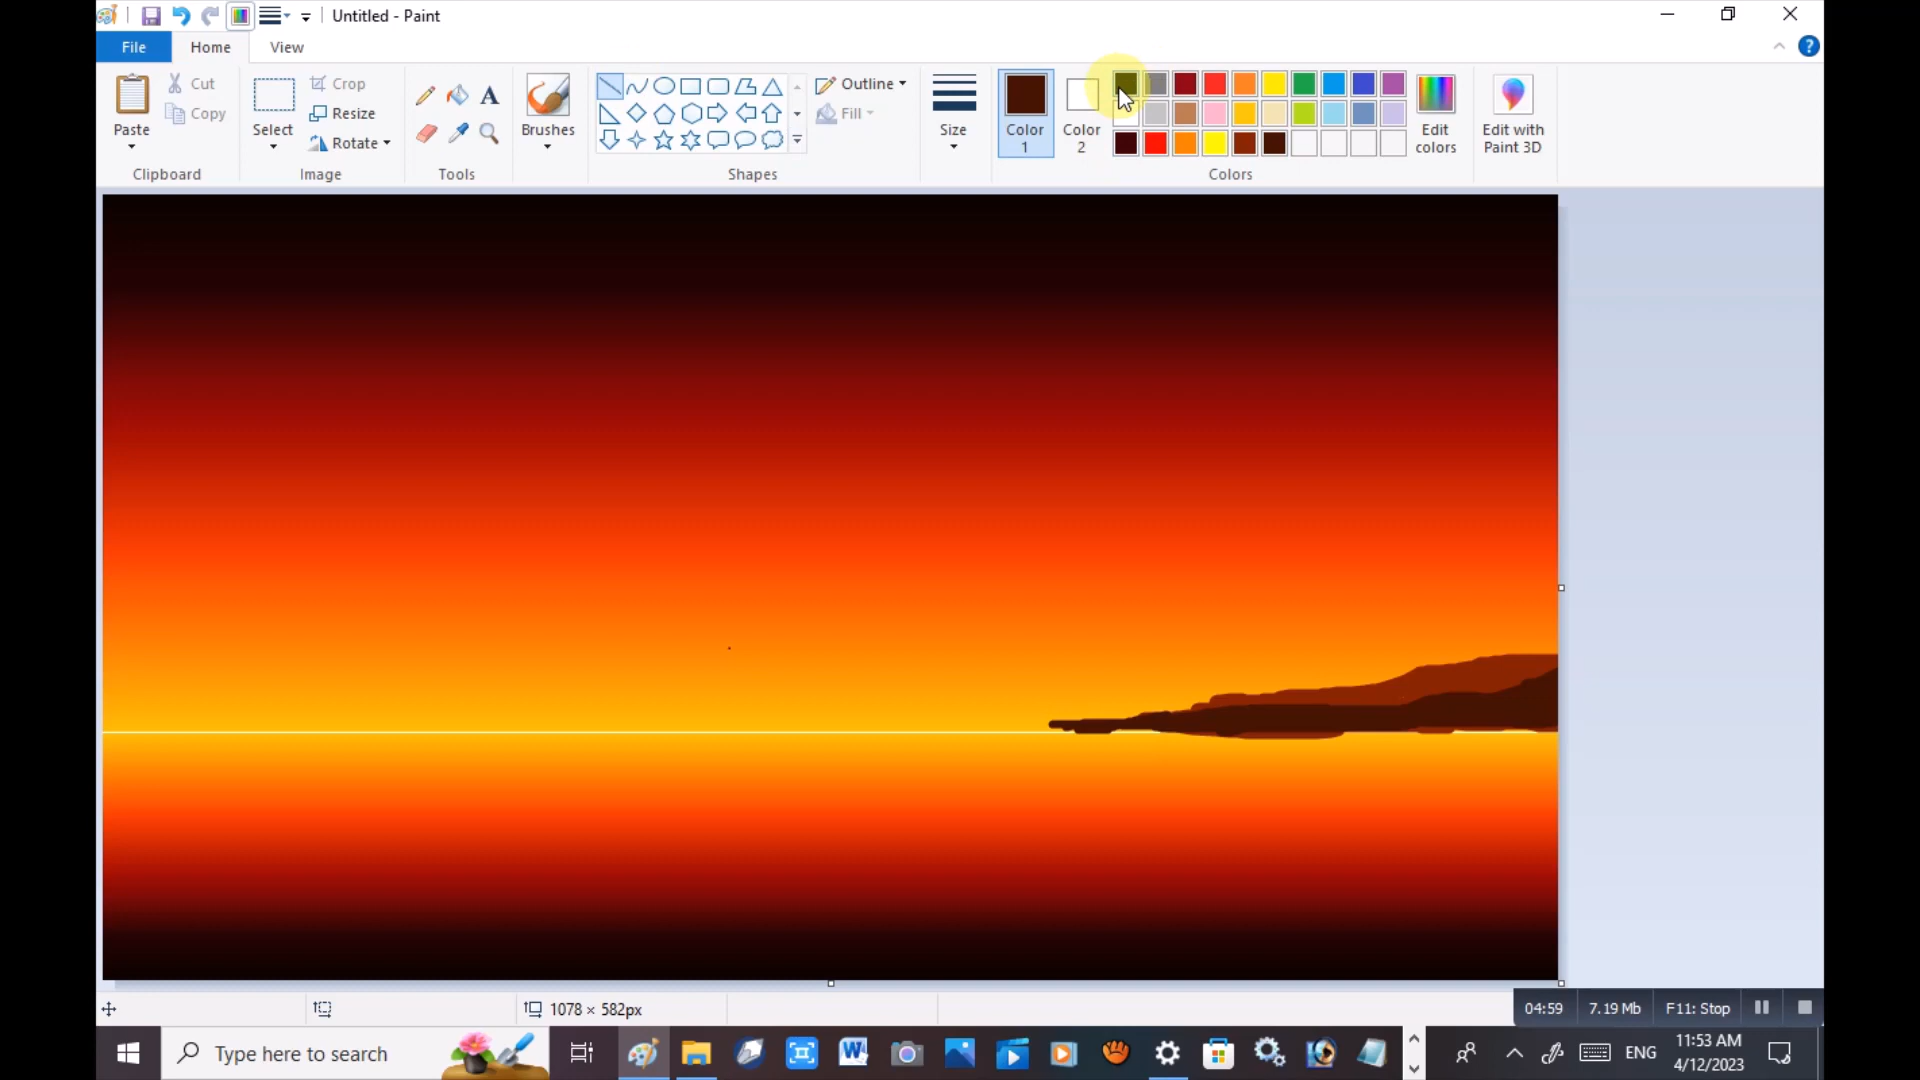 Untitled - Paint
File Home View
Paste Cut Copy Clipboard
Select Crop Resize Rotate Image
A
Tools
Brushes
Shapes
Outline Fill
Size
Color 1
Color 2
Colors
Edit colors
Edit with Paint 3D
?
1078 × 582px
04:59 7.19 Mb F11: Stop
Type here to search
W
ENG
11:53 AM
4/12/2023